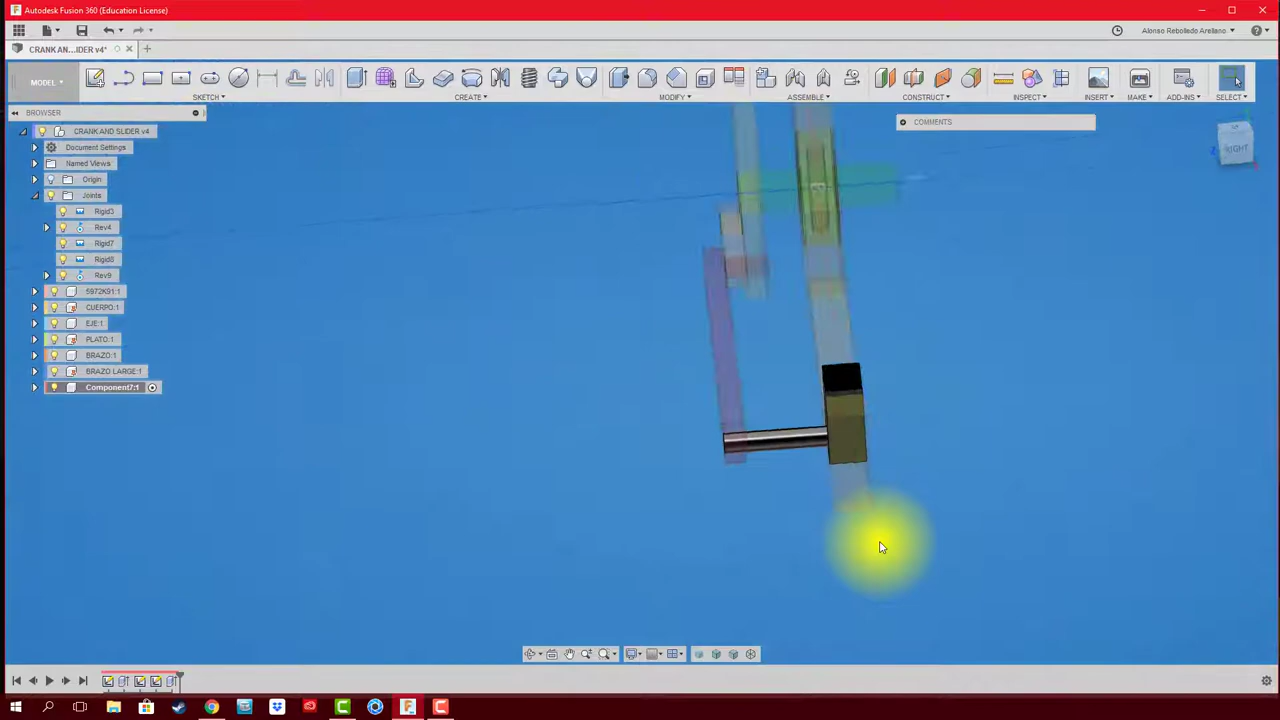 Autodesk Fusion 360 (Education License)
Alonso Rebolledo Arellano
CRANK AN...IDER v4*
MODEL
SKETCH
CREATE
MODIFY
ASSEMBLE
CONSTRUCT
INSPECT
INSERT
MAKE
ADD-INS
SELECT
BROWSER
COMMENTS
CRANK AND SLIDER v4
RIGHT
Document Settings
Named Views
Origin
Joints
Rigid3
Rev4
Rigid7
Rigid8
Rev9
5972K91:1
CUERPO:1
EJE:1
PLATO:1
BRAZO:1
BRAZO LARGE:1
Component7:1